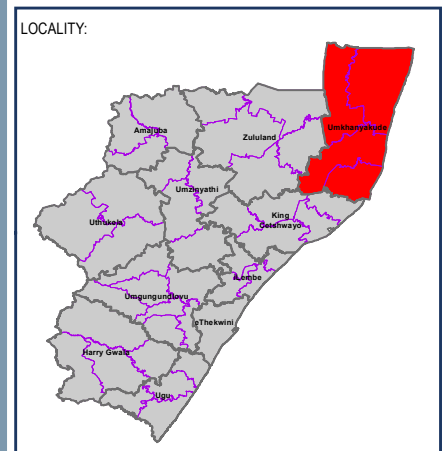 LOCALITY:
Umkhanyakude
Amajuba
Zululand
Umzinyathi
King
Cetshwayo
Uthukela
iLembe
Umgungundlovu
eThekwini
Harry Gwala
Ugu